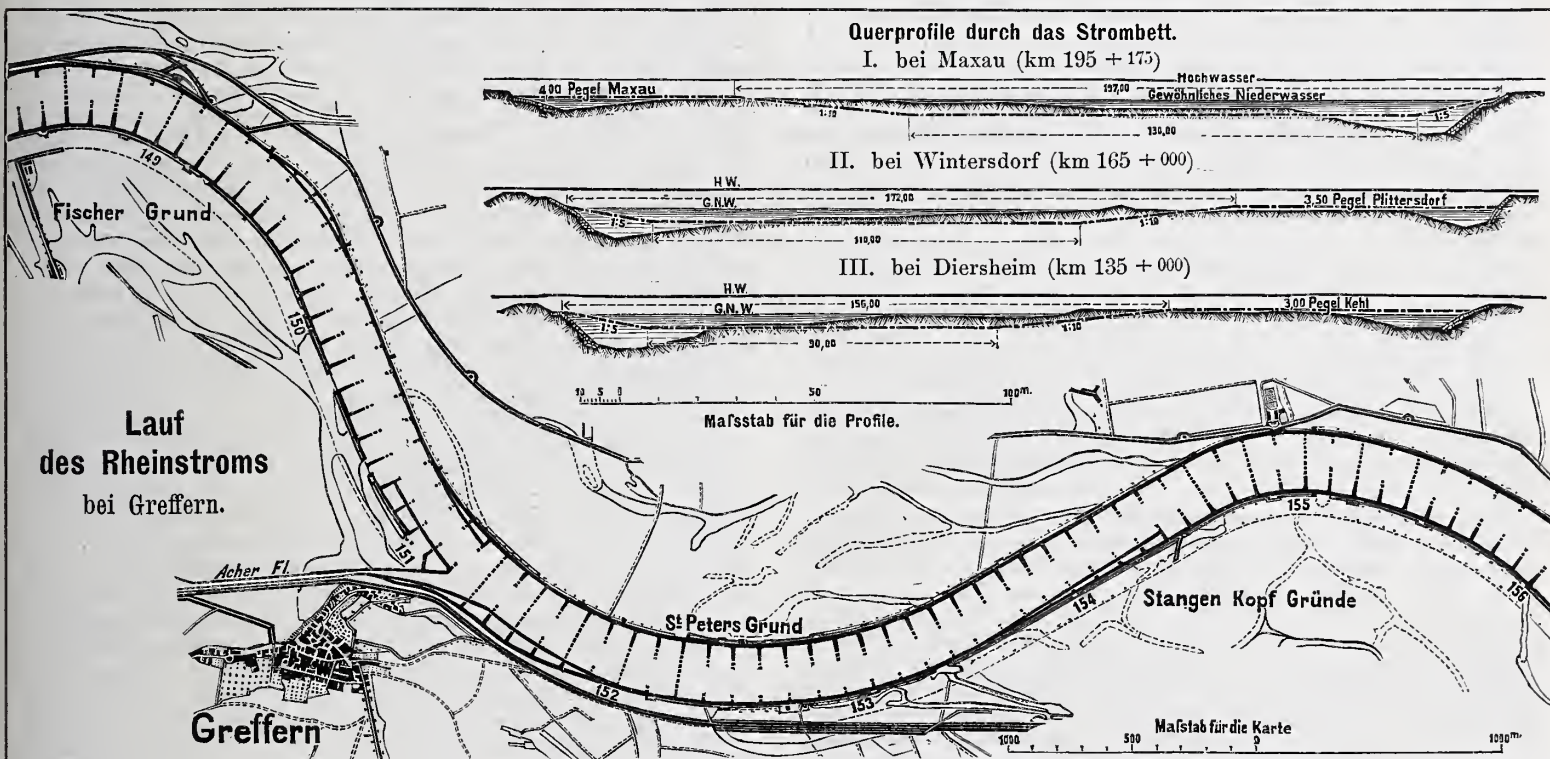 Querprofile durch das Strombett.
I. bei Maxau (km 195 + 175)
Hochwasser
4,00 Pegel Maxau
197,00
Gewöhnliches Niederwasser
1:10
1:5
130,00
II. bei Wintersdorf (km 165 + 000)
H.W.
172,00
G.N.W.
3,50 Pegel Plittersdorf
1:5
1:10
110,00
III. bei Diersheim (km 135 + 000)
H.W.
156,00
G.N.W.
3,00 Pegel Kehl
1:5
1:10
90,00
10 5 0 50 100m.
Maſsstab für die Profile.
Lauf
des Rheinstroms
bei Greffern.
149
Fischer Grund
150
151
Acher Fl.
St Peters Grund
Greffern
152
153
154
155
156
Stangen Kopf Gründe
Maſstab für die Karte
1000 500 0 1000m.